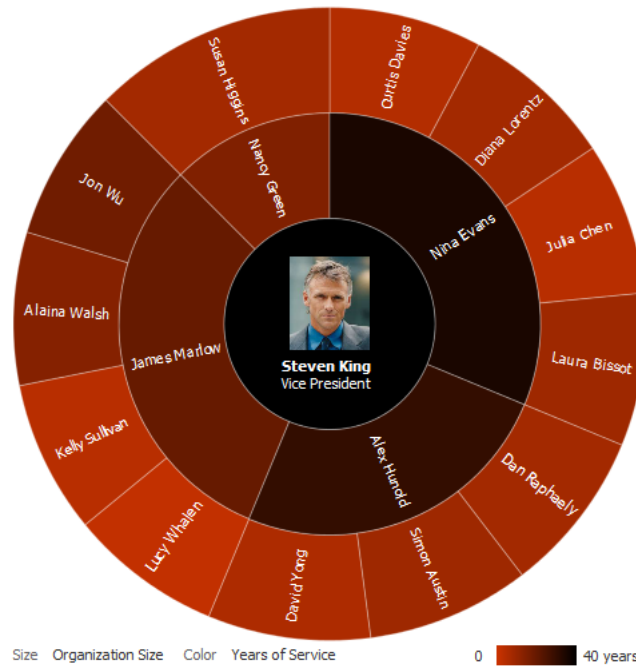 Susan Higgins
Curtis Davies
Diana Lorentz
Julia Chen
Laura Bissot
Dan Raphaely
Simon Austin
David Yong
Lucy Whalen
Kelly Sullivan
Alaina Walsh
Jon Wu
Nancy Green
Nina Evans
Alex Hunold
James Marlow
Steven King
Vice President
Size Organization Size Color Years of Service 0 40 years